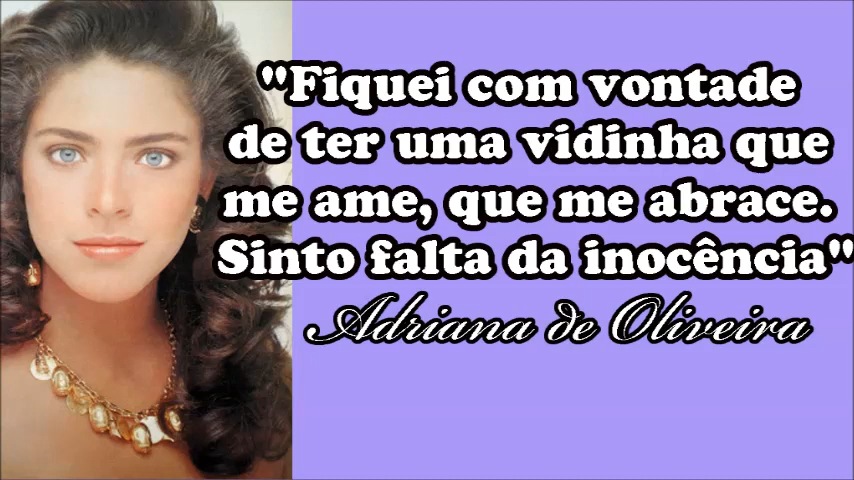 "Fiquei com vontade
de ter uma vidinha que
me ame, que me abrace.
Sinto falta da inocência"
Adriana de Oliveira